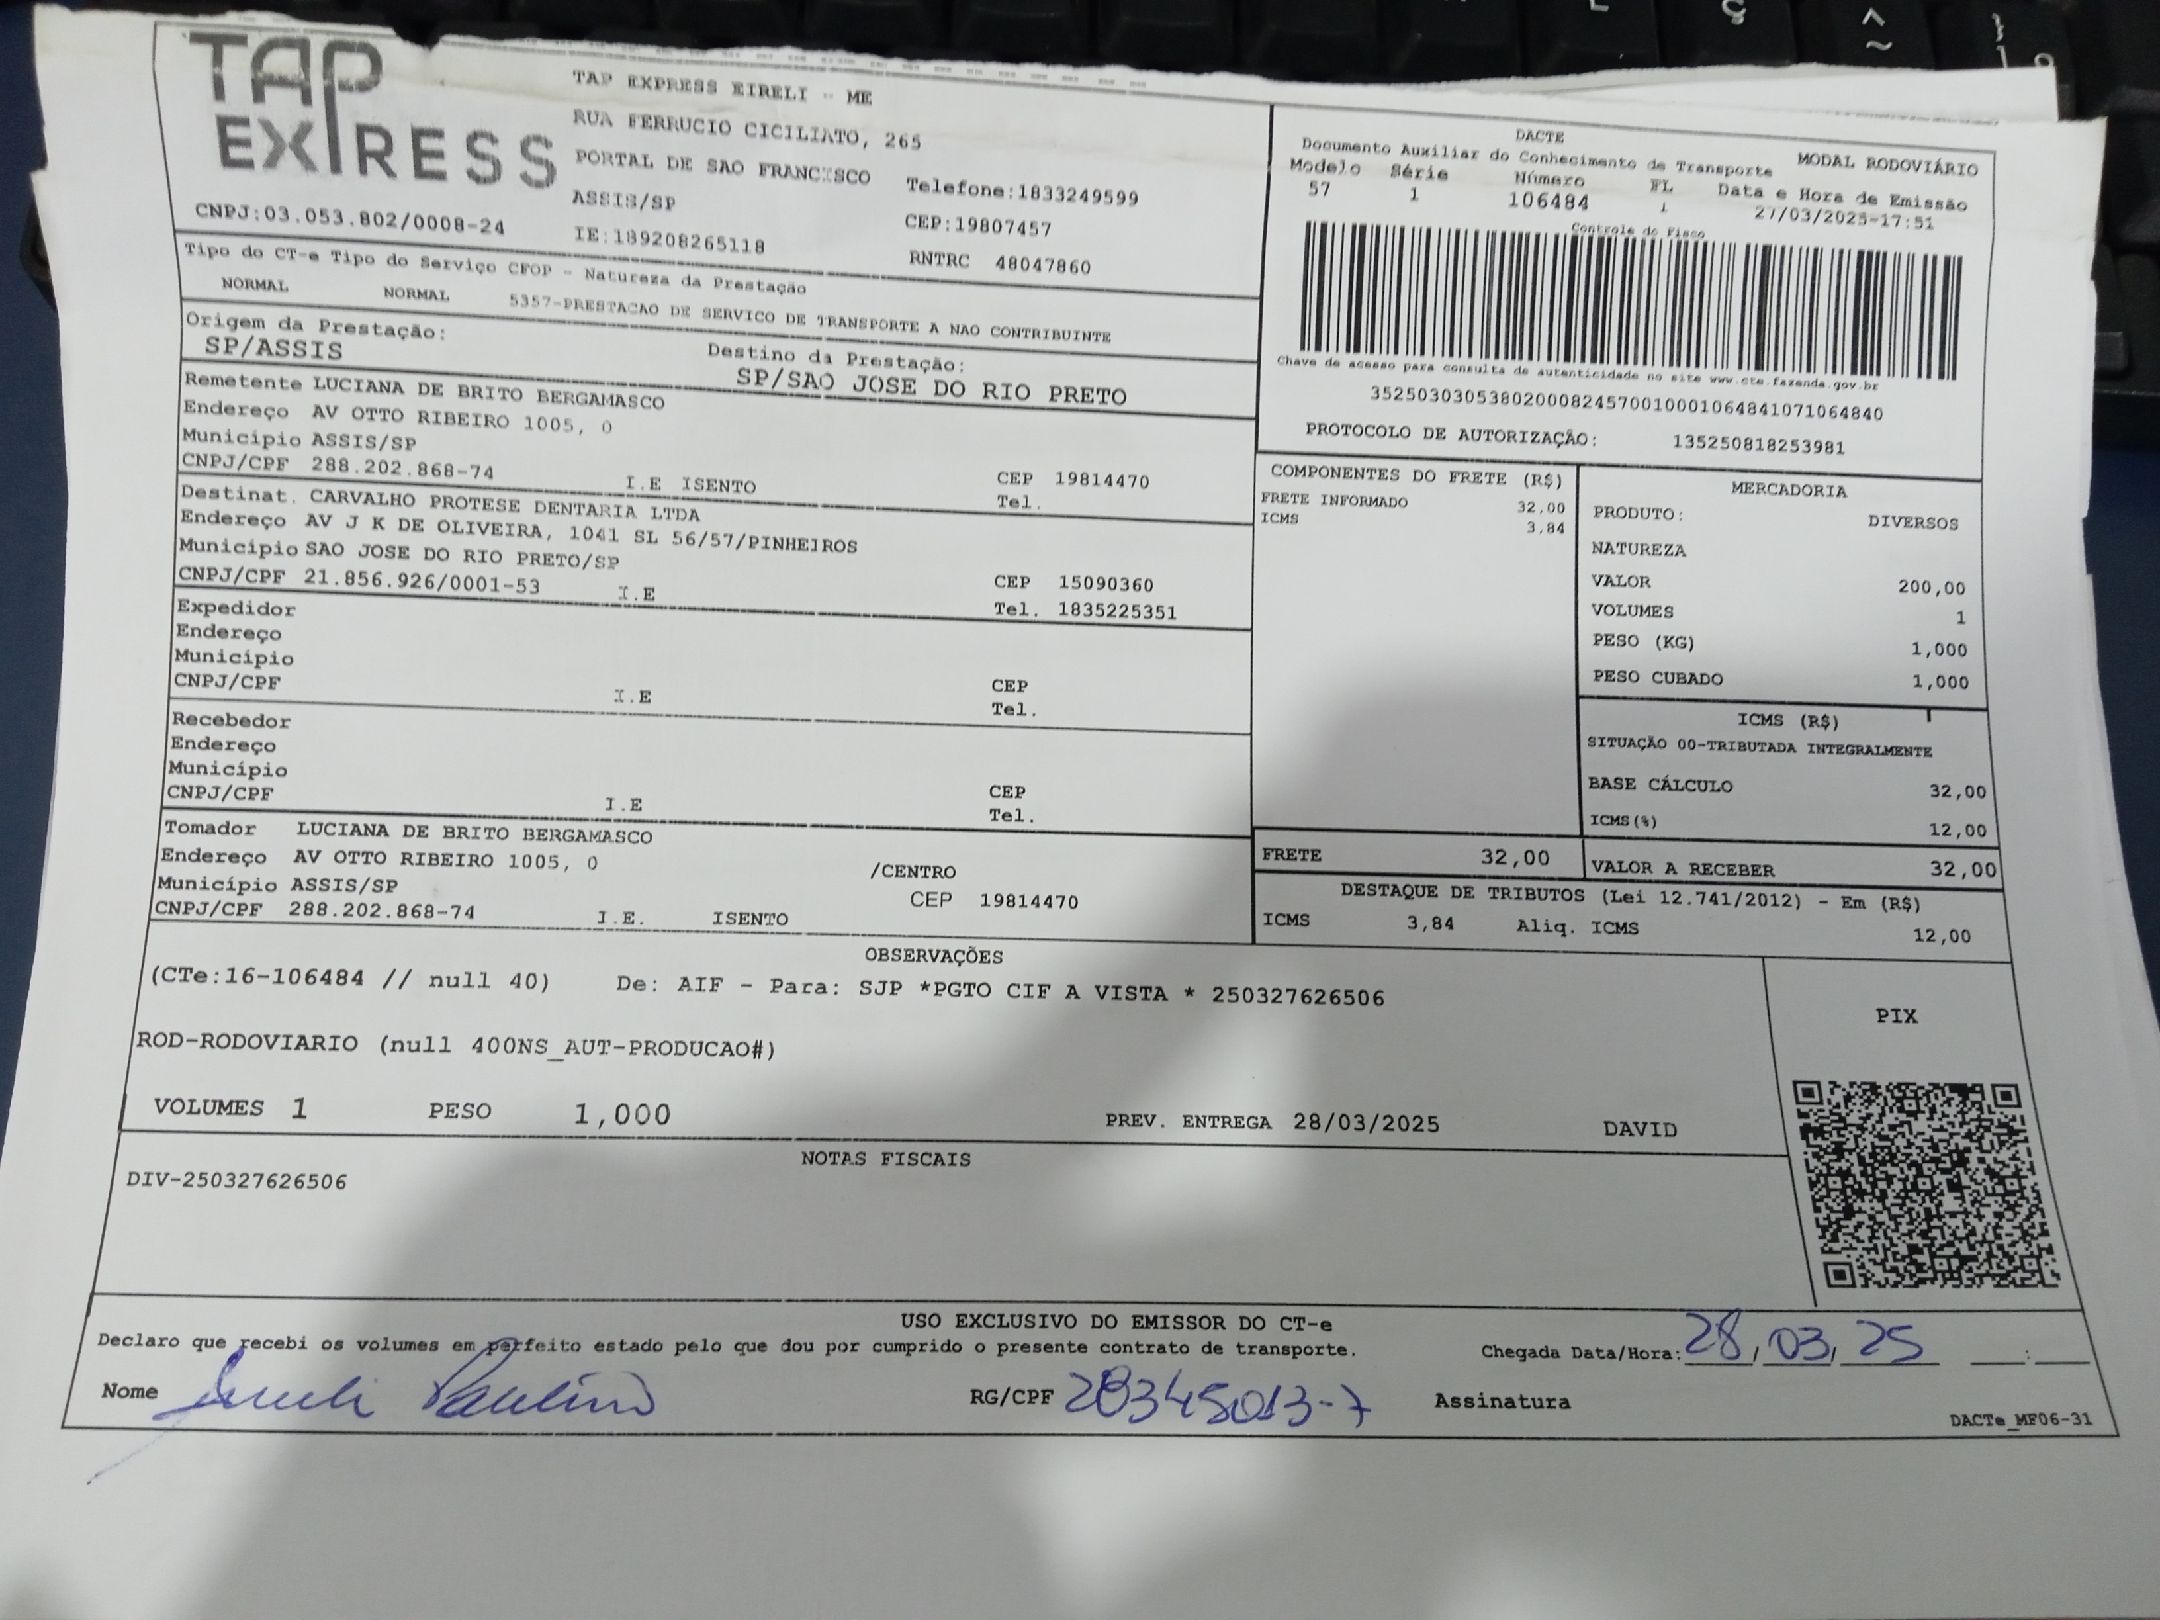 TAP
EXPRESS
TAP EXPRESS EIRELI - ME
RUA FERRUCIO CICILIATO, 265
PORTAL DE SAO FRANCISCO
ASSIS/SP
Telefone:1833249599
CEP:19807457
CNPJ:03.053.802/0008-24
IE:189208265118
RNTRC 48047860
DACTE
Documento Auxiliar do Conhecimento de Transporte MODAL RODOVIÁRIO
Modelo Série Número FL Data e Hora de Emissão
57 1 106484 1 27/03/2025-17:51
Controle do Fisco
Chave de acesso para consulta de autenticidade no site www.cte.fazenda.gov.br
35250303053802000824570010001064841071064840
PROTOCOLO DE AUTORIZAÇÃO: 135250818253981
Tipo do CT-e Tipo do Serviço CFOP - Natureza da Prestação
NORMAL NORMAL 5357-PRESTACAO DE SERVICO DE TRANSPORTE A NAO CONTRIBUINTE
Origem da Prestação: Destino da Prestação:
SP/ASSIS SP/SAO JOSE DO RIO PRETO
Remetente LUCIANA DE BRITO BERGAMASCO
Endereço AV OTTO RIBEIRO 1005, 0
Município ASSIS/SP CEP 19814470
CNPJ/CPF 288.202.868-74 I.E ISENTO Tel.
Destinat. CARVALHO PROTESE DENTARIA LTDA
Endereço AV J K DE OLIVEIRA, 1041 SL 56/57/PINHEIROS
Município SAO JOSE DO RIO PRETO/SP CEP 15090360
CNPJ/CPF 21.856.926/0001-53 I.E Tel. 1835225351
Expedidor
Endereço
Município CEP
CNPJ/CPF I.E Tel.
Recebedor
Endereço
Município CEP
CNPJ/CPF I.E Tel.
Tomador LUCIANA DE BRITO BERGAMASCO
Endereço AV OTTO RIBEIRO 1005, 0 /CENTRO
Município ASSIS/SP CEP 19814470
CNPJ/CPF 288.202.868-74 I.E. ISENTO
COMPONENTES DO FRETE (R$)
FRETE INFORMADO 32,00
ICMS 3,84
MERCADORIA
PRODUTO: DIVERSOS
NATUREZA
VALOR 200,00
VOLUMES 1
PESO (KG) 1,000
PESO CUBADO 1,000
ICMS (R$)
SITUAÇÃO 00-TRIBUTADA INTEGRALMENTE
BASE CÁLCULO 32,00
ICMS(%) 12,00
FRETE 32,00 VALOR A RECEBER 32,00
DESTAQUE DE TRIBUTOS (Lei 12.741/2012) - Em (R$)
ICMS 3,84 Aliq. ICMS 12,00
OBSERVAÇÕES
(CTe:16-106484 // null 40) De: AIF - Para: SJP *PGTO CIF A VISTA * 250327626506
ROD-RODOVIARIO (null 400NS_AUT-PRODUCAO#)
VOLUMES 1 PESO 1,000 PREV. ENTREGA 28/03/2025 DAVID
PIX
NOTAS FISCAIS
DIV-250327626506
USO EXCLUSIVO DO EMISSOR DO CT-e
Declaro que recebi os volumes em perfeito estado pelo que dou por cumprido o presente contrato de transporte. Chegada Data/Hora: 28/03/25 __:__
Nome Paulino RG/CPF 28345013-7 Assinatura
DACTe_MF06-31